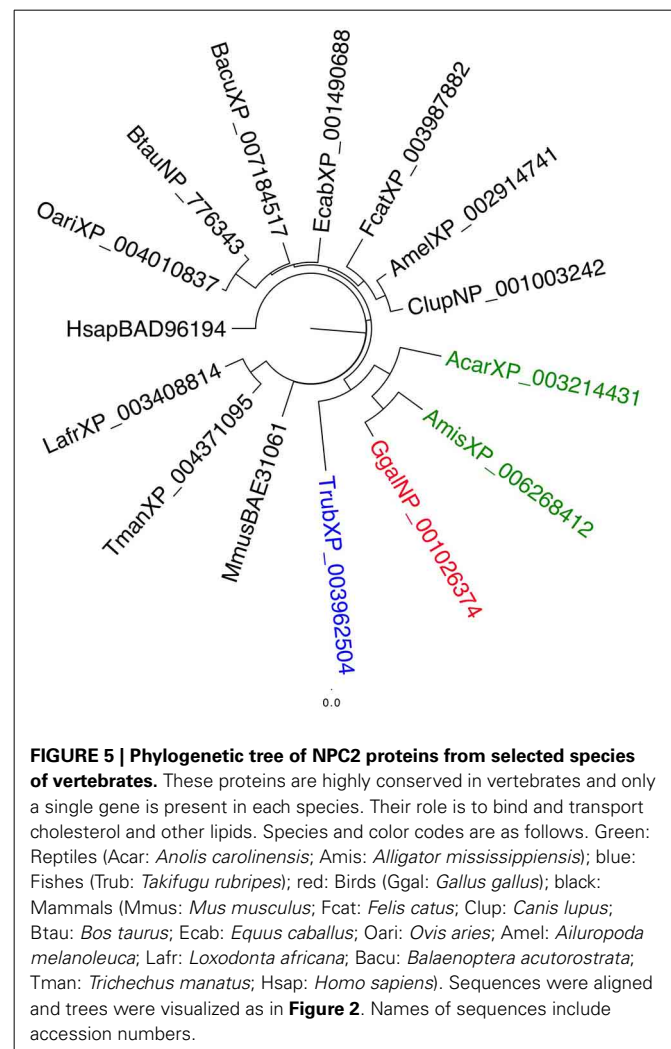 BacuXP_007184517
EcabXP_001490688
FcatXP_003987882
BtauNP_776343
AmelXP_002914741
OariXP_004010837
ClupNP_001003242
HsapBAD96194
AcarXP_003214431
LafrXP_003408814
AmisXP_006268412
TmanXP_004371095
GgalNP_001026374
MmusBAE31061
TrubXP_003962504
0.0
FIGURE 5 | Phylogenetic tree of NPC2 proteins from selected species
of vertebrates. These proteins are highly conserved in vertebrates and only
a single gene is present in each species. Their role is to bind and transport
cholesterol and other lipids. Species and color codes are as follows. Green:
Reptiles (Acar: Anolis carolinensis; Amis: Alligator mississippiensis); blue:
Fishes (Trub: Takifugu rubripes); red: Birds (Ggal: Gallus gallus); black:
Mammals (Mmus: Mus musculus; Fcat: Felis catus; Clup: Canis lupus;
Btau: Bos taurus; Ecab: Equus caballus; Oari: Ovis aries; Amel: Ailuropoda
melanoleuca; Lafr: Loxodonta africana; Bacu: Balaenoptera acutorostrata;
Tman: Trichechus manatus; Hsap: Homo sapiens). Sequences were aligned
and trees were visualized as in Figure 2. Names of sequences include
accession numbers.